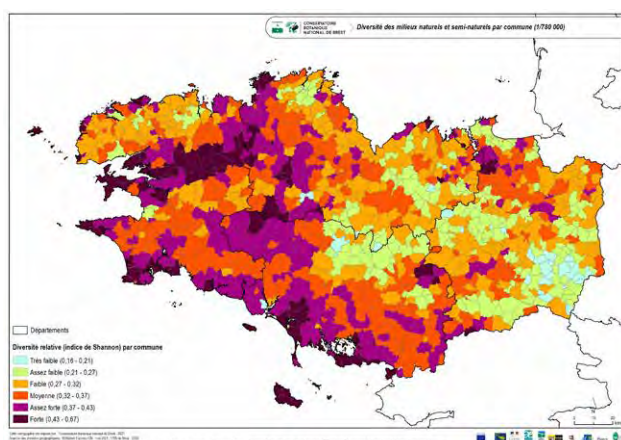 CONSERVATOIRE
BOTANIQUE
NATIONAL DE BREST
Diversité des milieux naturels et semi-naturels par commune (1/780 000)
Départements
Diversité relative (indice de Shannon) par commune
Très faible (0,16 - 0,21)
Assez faible (0,21 - 0,27)
Faible (0,27 - 0,32)
Moyenne (0,32 - 0,37)
Assez forte (0,37 - 0,43)
Forte (0,43 - 0,67)